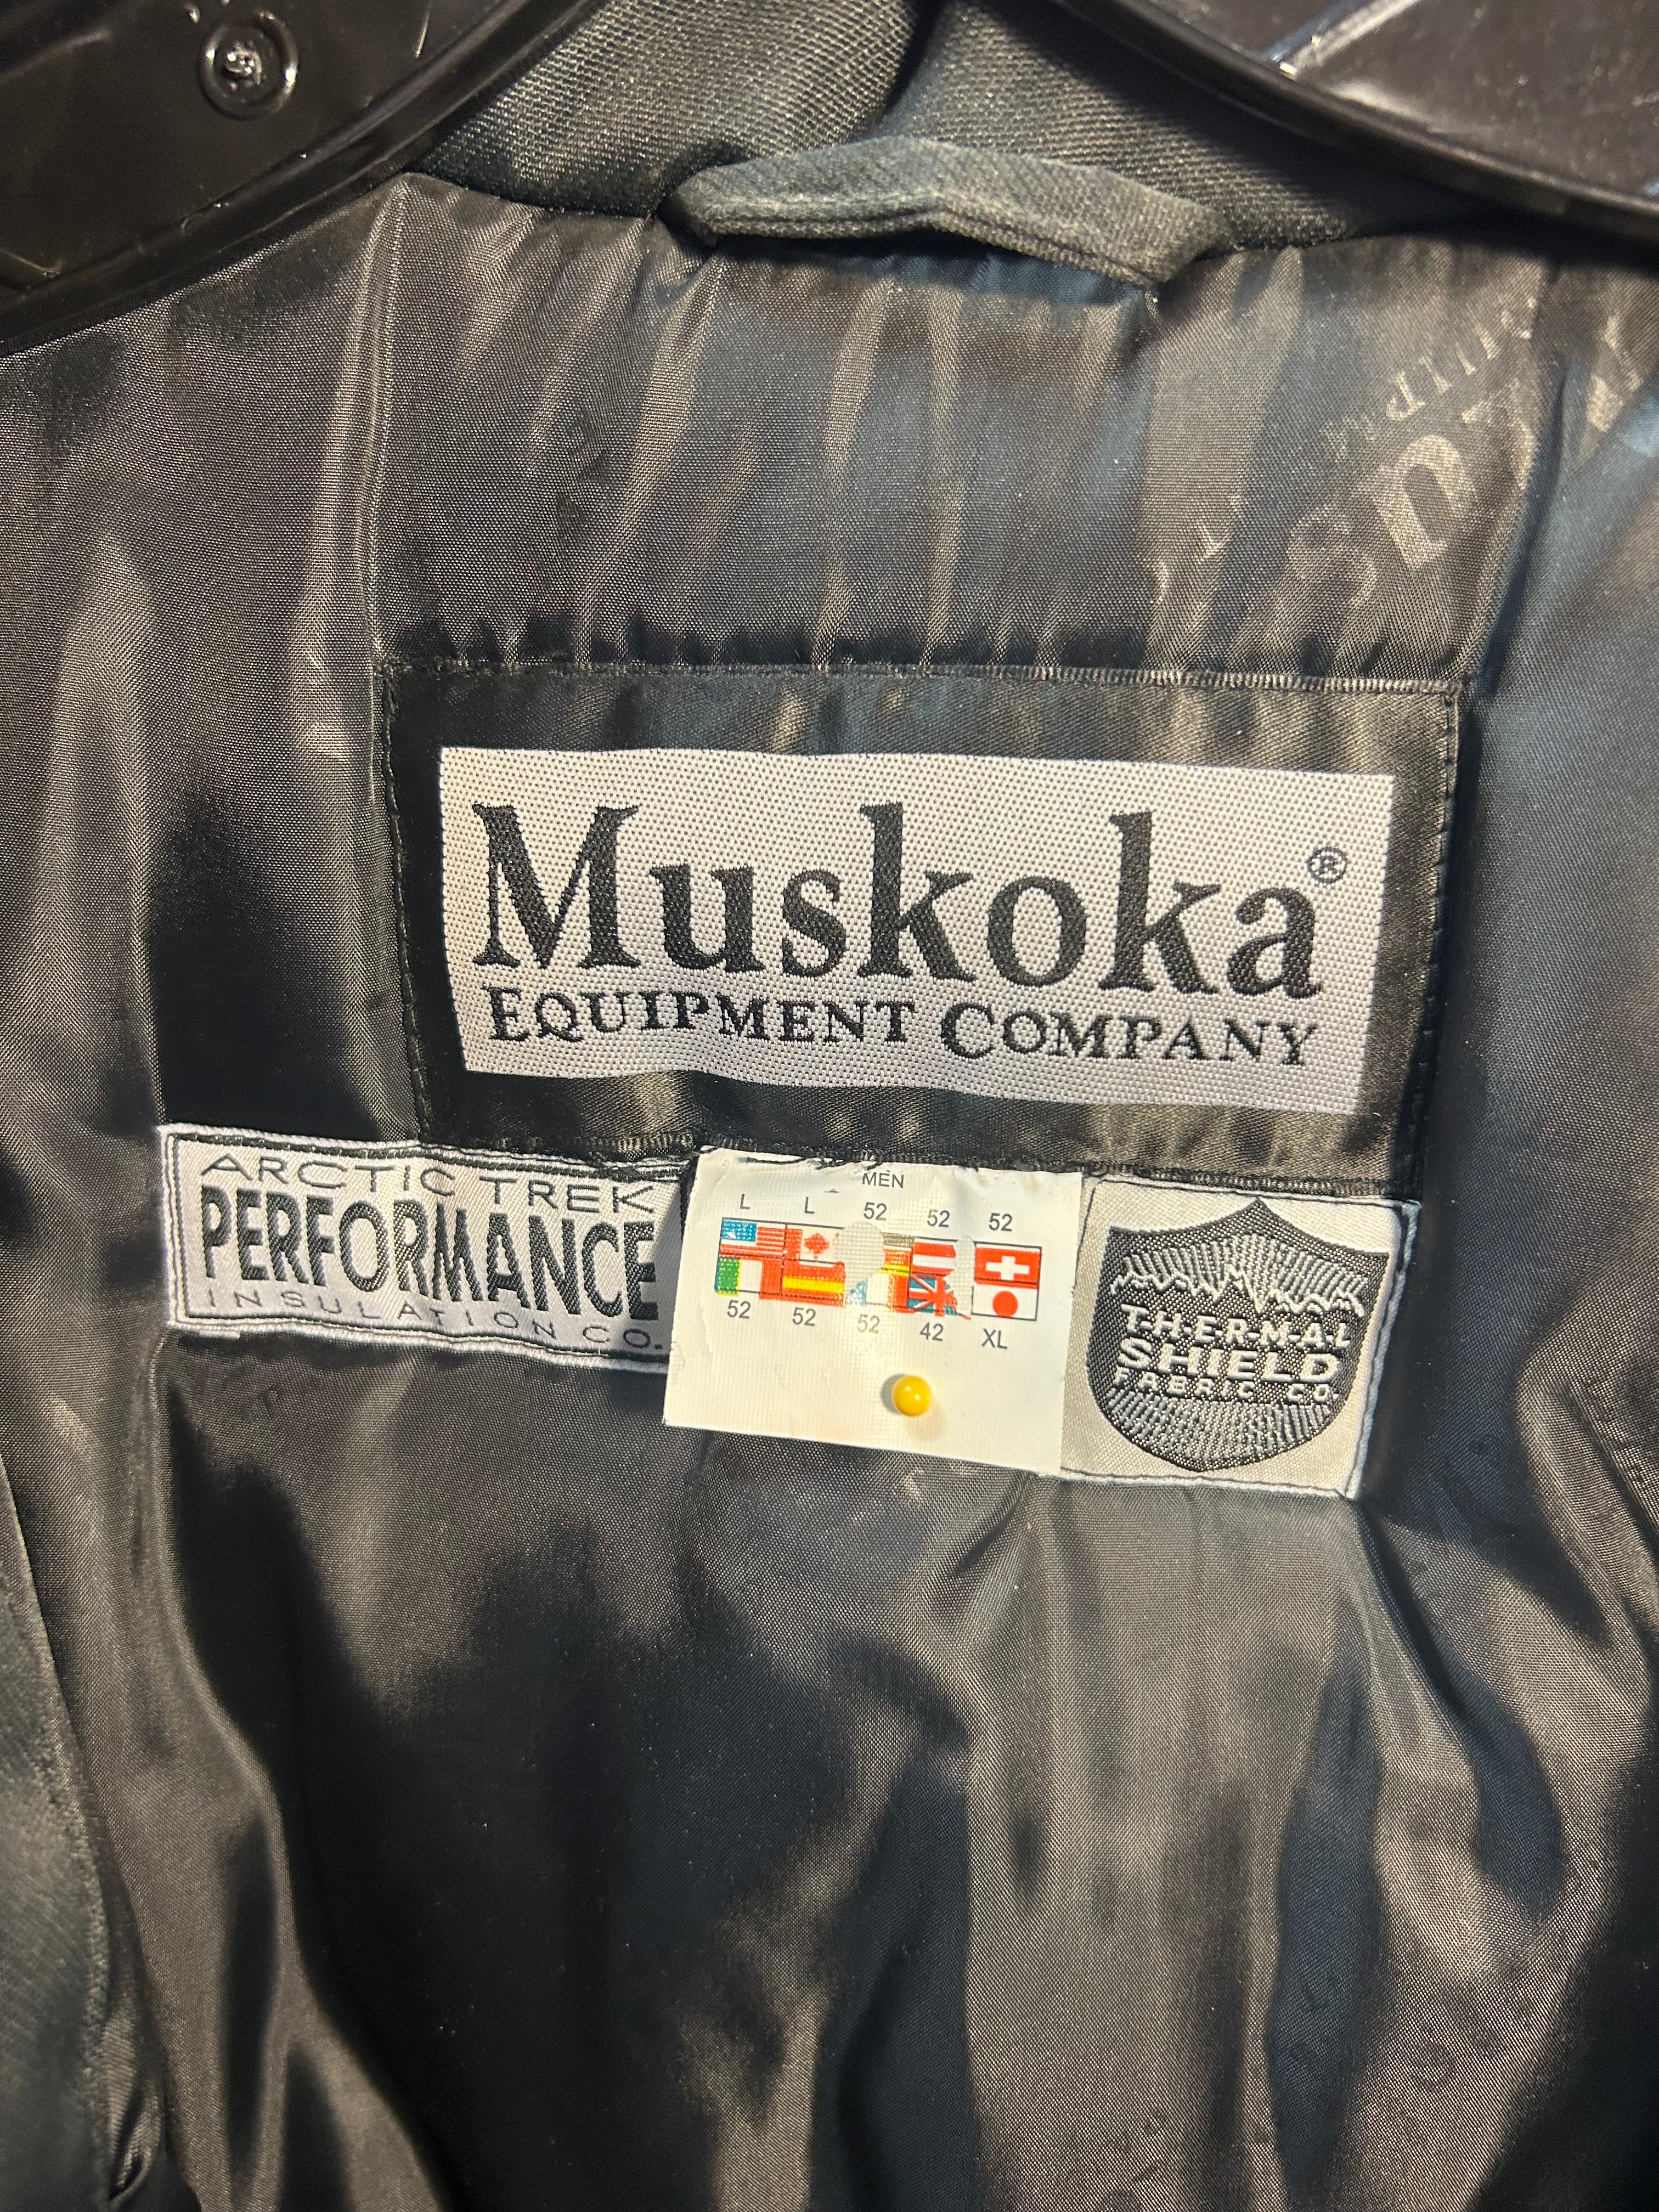 Muskoka®
EQUIPMENT COMPANY
ARCTIC TREK
PERFORMANCE
INSULATION CO.
MEN
L L 52 52 52
52 52 52 42 XL
THERMAL
SHIELD
FABRIC CO.